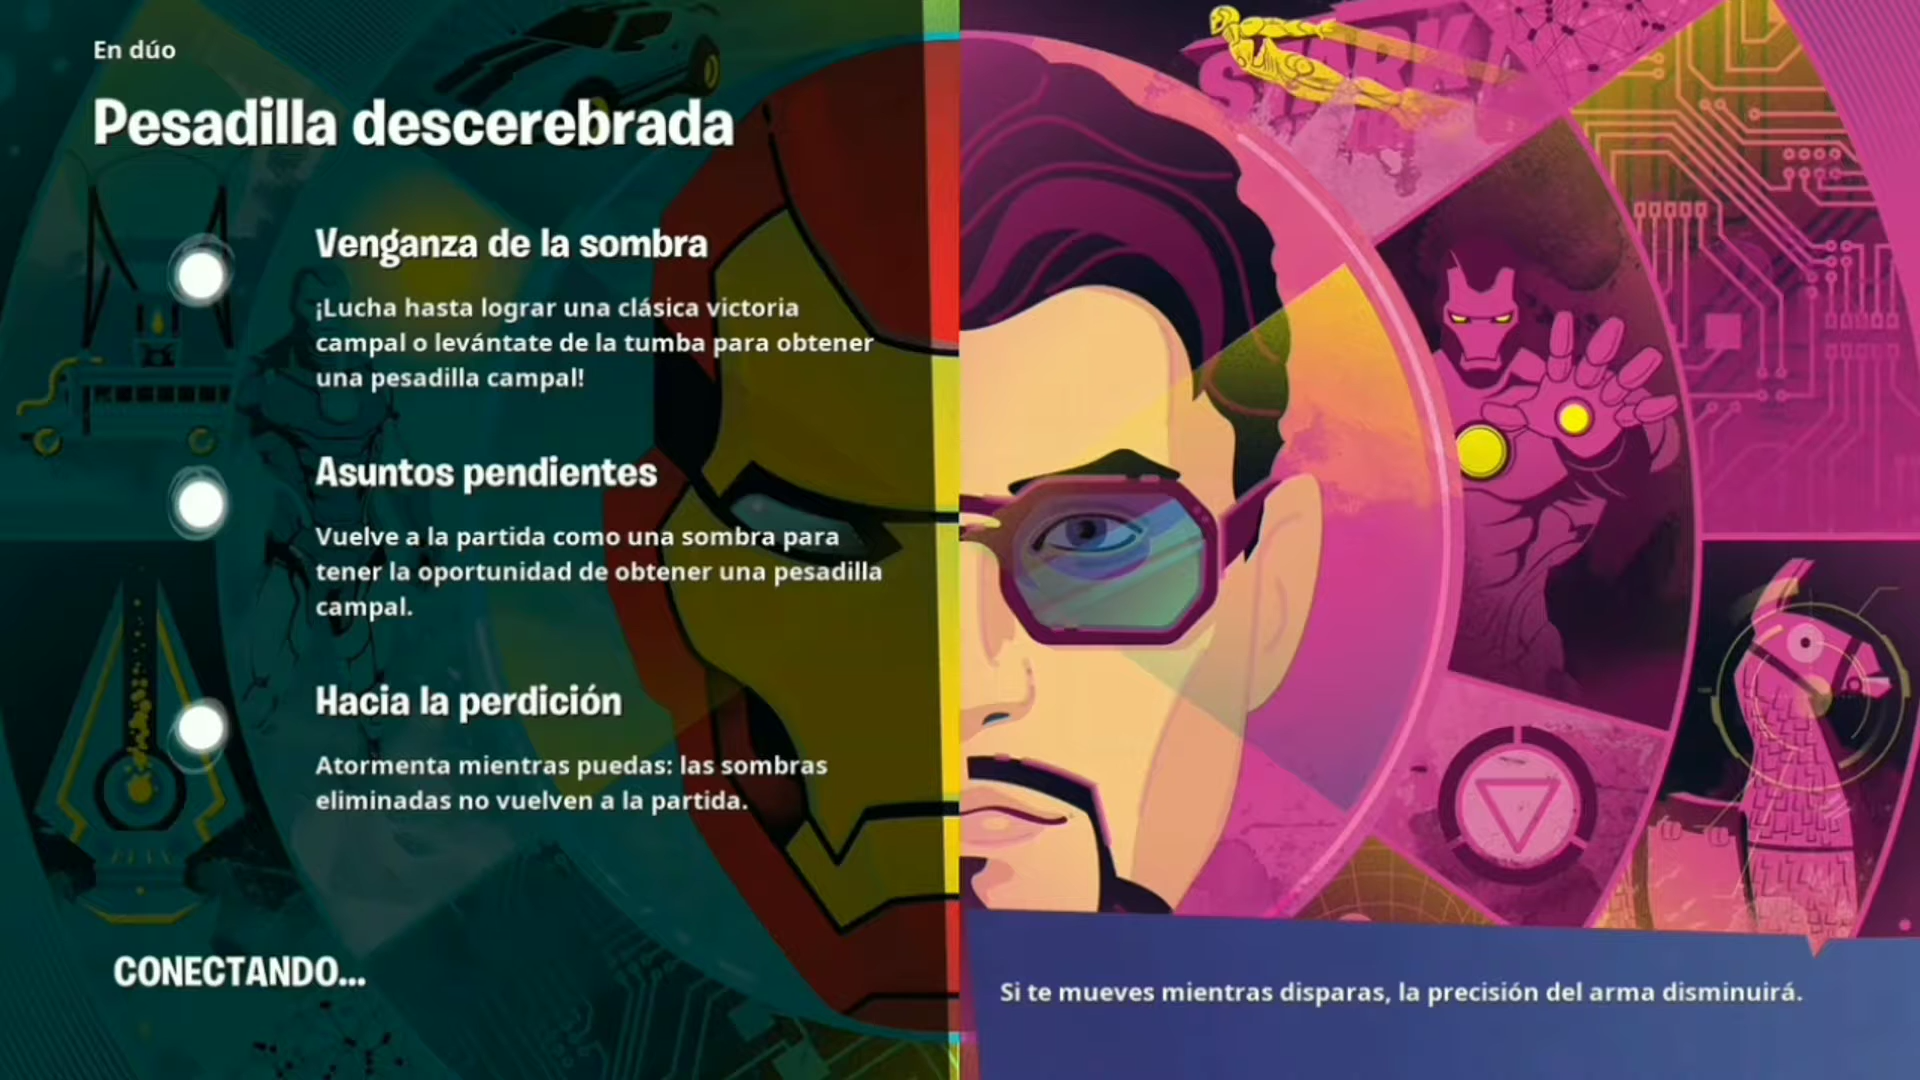 En dúo
Pesadilla descerebrada
Venganza de la sombra
¡Lucha hasta lograr una clásica victoria
campal o levántate de la tumba para obtener
una pesadilla campal!
Asuntos pendientes
Vuelve a la partida como una sombra para
tener la oportunidad de obtener una pesadilla
campal.
Hacia la perdición
Atormenta mientras puedas: las sombras
eliminadas no vuelven a la partida.
CONECTANDO...
STARK
Si te mueves mientras disparas, la precisión del arma disminuirá.